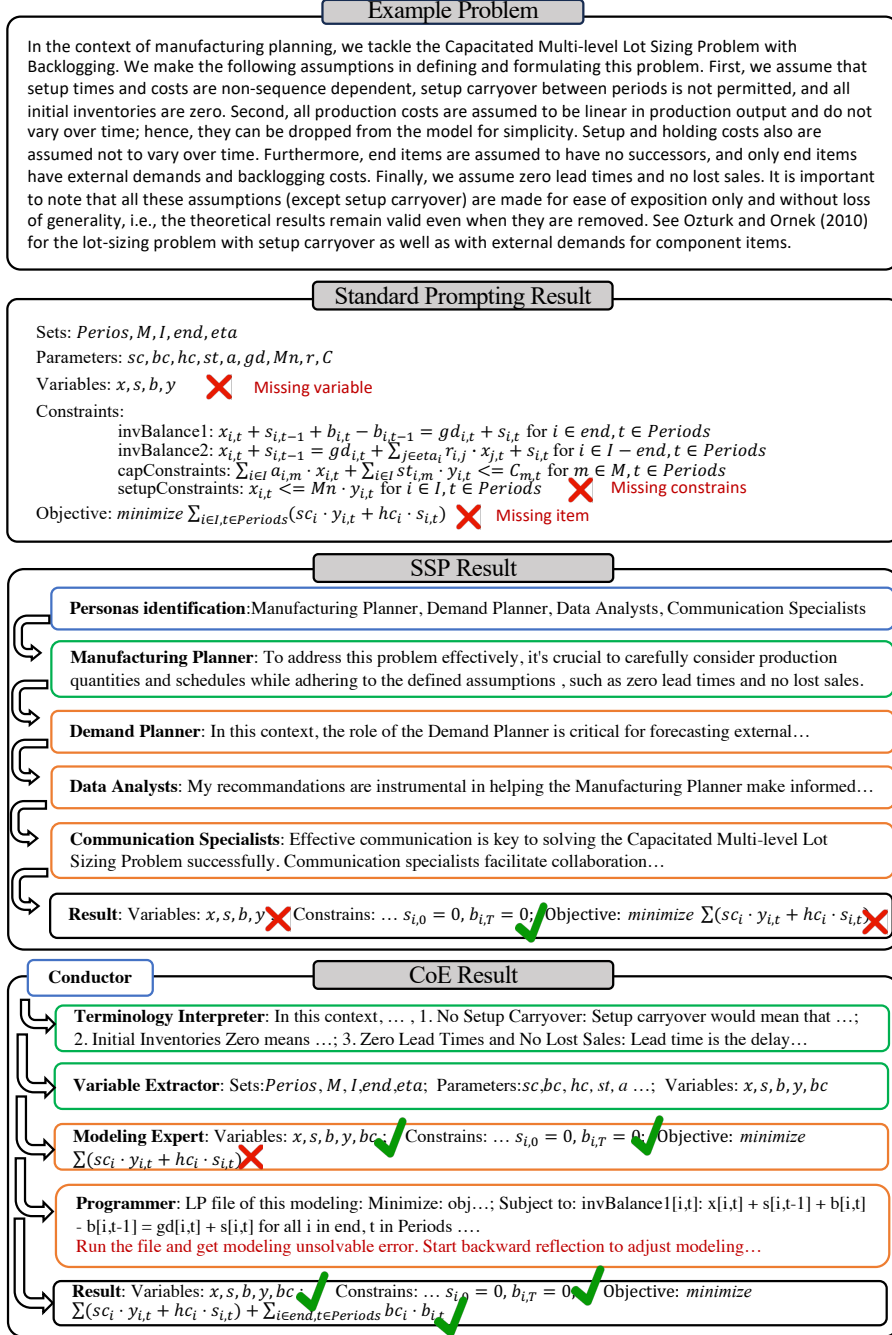 Example Problem
In the context of manufacturing planning, we tackle the Capacitated Multi-level Lot Sizing Problem with
Backlogging. We make the following assumptions in defining and formulating this problem. First, we assume that
setup times and costs are non-sequence dependent, setup carryover between periods is not permitted, and all
initial inventories are zero. Second, all production costs are assumed to be linear in production output and do not
vary over time; hence, they can be dropped from the model for simplicity. Setup and holding costs also are
assumed not to vary over time. Furthermore, end items are assumed to have no successors, and only end items
have external demands and backlogging costs. Finally, we assume zero lead times and no lost sales. It is important
to note that all these assumptions (except setup carryover) are made for ease of exposition only and without loss
of generality, i.e., the theoretical results remain valid even when they are removed. See Ozturk and Ornek (2010)
for the lot-sizing problem with setup carryover as well as with external demands for component items.
Standard Prompting Result
Sets: Perios, M, I, end, eta
Parameters: sc, bc, hc, st, a, gd, Mn, r, C
Variables: x, s, b, y ❌ Missing variable
Constraints:
invBalance1: x_{i,t} + s_{i,t-1} + b_{i,t} − b_{i,t-1} = gd_{i,t} + s_{i,t} for i ∈ end, t ∈ Periods
invBalance2: x_{i,t} + s_{i,t-1} = gd_{i,t} + ∑_{j∈eta_i} r_{i,j} · x_{j,t} + s_{i,t} for i ∈ I − end, t ∈ Periods
capConstraints: ∑_{i∈I} a_{i,m} · x_{i,t} + ∑_{i∈I} st_{i,m} · y_{i,t} <= C_{m,t} for m ∈ M, t ∈ Periods
setupConstraints: x_{i,t} <= Mn · y_{i,t} for i ∈ I, t ∈ Periods ❌ Missing constrains
Objective: minimize ∑_{i∈I,t∈Periods}(sc_i · y_{i,t} + hc_i · s_{i,t}) ❌ Missing item
SSP Result
Personas identification:Manufacturing Planner, Demand Planner, Data Analysts, Communication Specialists
Manufacturing Planner: To address this problem effectively, it's crucial to carefully consider production
quantities and schedules while adhering to the defined assumptions , such as zero lead times and no lost sales.
Demand Planner: In this context, the role of the Demand Planner is critical for forecasting external…
Data Analysts: My recommandations are instrumental in helping the Manufacturing Planner make informed…
Communication Specialists: Effective communication is key to solving the Capacitated Multi-level Lot
Sizing Problem successfully. Communication specialists facilitate collaboration…
Result: Variables: x, s, b, y ❌ Constrains: … s_{i,0} = 0, b_{i,T} = 0; ✔ Objective: minimize ∑(sc_i · y_{i,t} + hc_i · s_{i,t}) ❌
CoE Result
Conductor
Terminology Interpreter: In this context, … , 1. No Setup Carryover: Setup carryover would mean that …;
2. Initial Inventories Zero means …; 3. Zero Lead Times and No Lost Sales: Lead time is the delay…
Variable Extractor: Sets:Perios, M, I,end,eta; Parameters:sc,bc, hc, st, a …; Variables: x, s, b, y, bc
Modeling Expert: Variables: x, s, b, y, bc ; ✔ Constrains: … s_{i,0} = 0, b_{i,T} = 0; ✔ Objective: minimize
∑(sc_i · y_{i,t} + hc_i · s_{i,t}) ❌
Programmer: LP file of this modeling: Minimize: obj…; Subject to: invBalance1[i,t]: x[i,t] + s[i,t-1] + b[i,t]
- b[i,t-1] = gd[i,t] + s[i,t] for all i in end, t in Periods ….
Run the file and get modeling unsolvable error. Start backward reflection to adjust modeling…
Result: Variables: x, s, b, y, bc ; ✔ Constrains: … s_{i,0} = 0, b_{i,T} = 0; ✔ Objective: minimize
∑(sc_i · y_{i,t} + hc_i · s_{i,t}) + ∑_{i∈end,t∈Periods} bc_i · b_{i,t} ✔